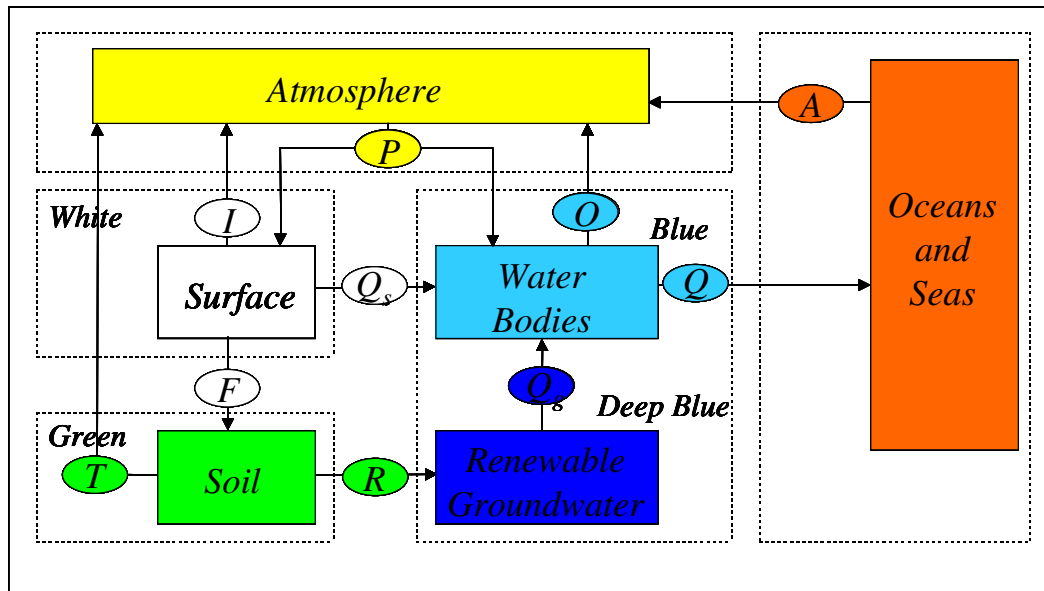 Atmosphere
A
P
White
I
O
Blue
Oceans
and
Seas
Surface
Qs
Water
Bodies
Q
F
Qg
Deep Blue
Green
T
Soil
R
Renewable
Groundwater